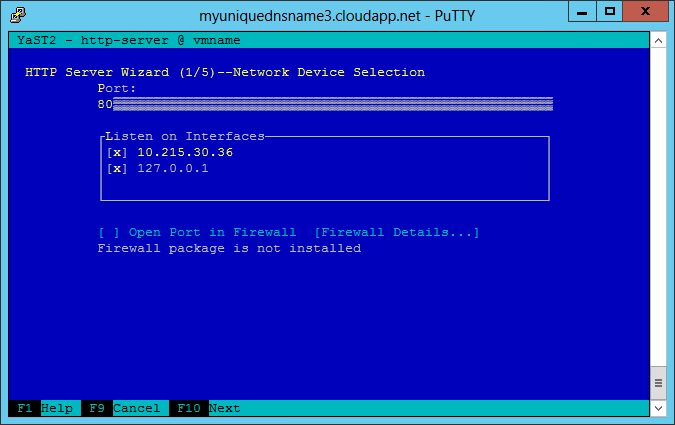 myuniquednsname3.cloudapp.net - PuTTY
YaST2 - http-server @ vmname
HTTP Server Wizard (1/5)--Network Device Selection
Port:
80
Listen on Interfaces
[x] 10.215.30.36
[x] 127.0.0.1
[ ] Open Port in Firewall [Firewall Details...]
Firewall package is not installed
F1 Help F9 Cancel F10 Next